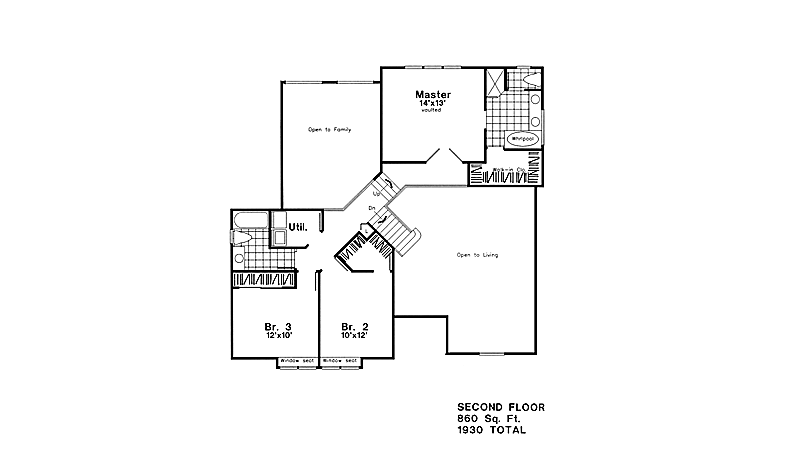 Master
14'x13'
vaulted
Open to Family
Whirlpool
Walk-in Clo.
Up
Dn
Util.
L
Open to Living
Br. 3
12'x10'
Br. 2
10'x12'
Window seat
Window seat
SECOND FLOOR
860 Sq. Ft.
1930 TOTAL